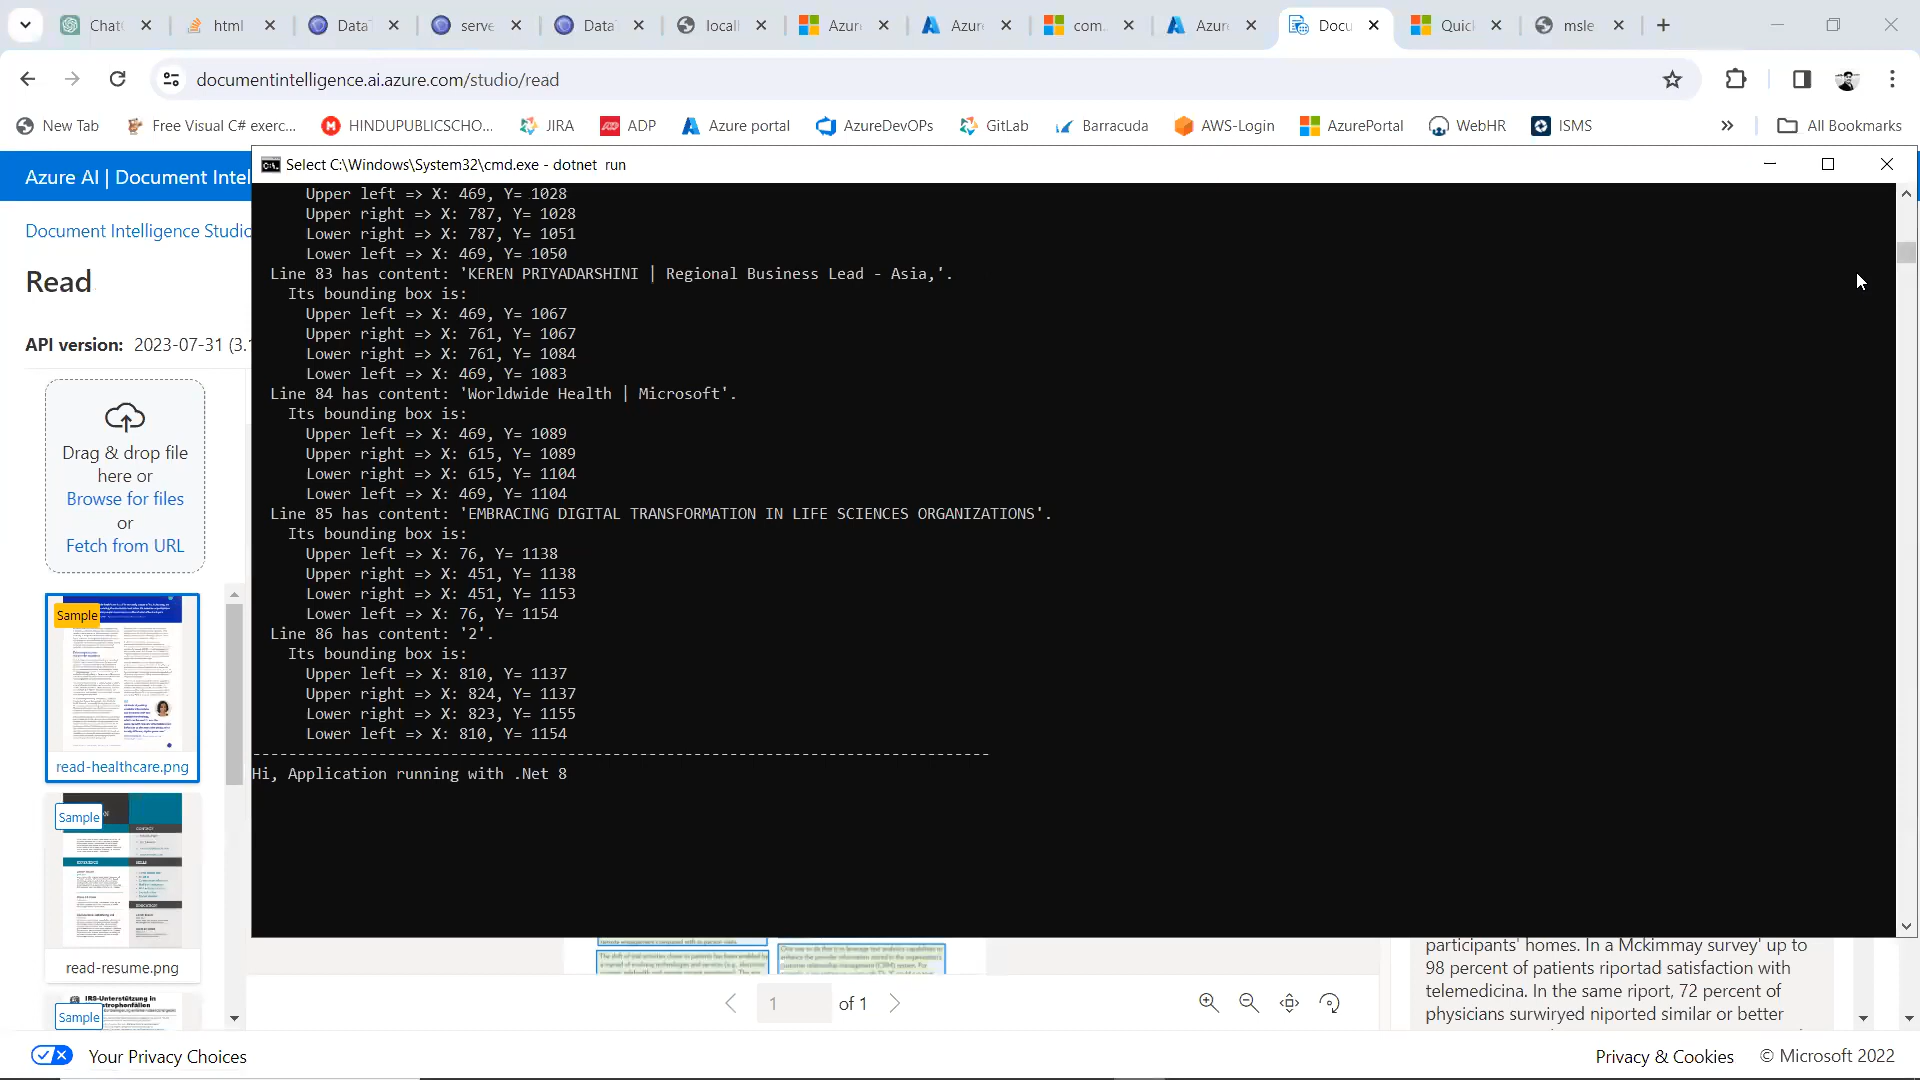 Chat
html
Data
serve
Data
locall
Azur
Azur
com
Azure
Docu
Quic
msle
documentintelligence.ai.azure.com/studio/read
New Tab
Free Visual C# exerc...
HINDUPUBLICSCHO...
JIRA
ADP
Azure portal
AzureDevOPs
GitLab
Barracuda
AWS-Login
AzurePortal
WebHR
ISMS
All Bookmarks
Select C:\Windows\System32\cmd.exe - dotnet  run
Azure AI | Document Intel
Document Intelligence Studio
Read
API version: 2023-07-31 (3.1
Drag & drop file
here or
Browse for files
or
Fetch from URL
Sample
read-healthcare.png
Sample
read-resume.png
IRS-Unterstützung in
Sample
Upper left => X: 469, Y= 1028
Upper right => X: 787, Y= 1028
Lower right => X: 787, Y= 1051
Lower left => X: 469, Y= 1050
Line 83 has content: 'KEREN PRIYADARSHINI | Regional Business Lead - Asia,'.
Its bounding box is:
Upper left => X: 469, Y= 1067
Upper right => X: 761, Y= 1067
Lower right => X: 761, Y= 1084
Lower left => X: 469, Y= 1083
Line 84 has content: 'Worldwide Health | Microsoft'.
Its bounding box is:
Upper left => X: 469, Y= 1089
Upper right => X: 615, Y= 1089
Lower right => X: 615, Y= 1104
Lower left => X: 469, Y= 1104
Line 85 has content: 'EMBRACING DIGITAL TRANSFORMATION IN LIFE SCIENCES ORGANIZATIONS'.
Its bounding box is:
Upper left => X: 76, Y= 1138
Upper right => X: 451, Y= 1138
Lower right => X: 451, Y= 1153
Lower left => X: 76, Y= 1154
Line 86 has content: '2'.
Its bounding box is:
Upper left => X: 810, Y= 1137
Upper right => X: 824, Y= 1137
Lower right => X: 823, Y= 1155
Lower left => X: 810, Y= 1154
----------------------------------------------------------------------------------
Hi, Application running with .Net 8
1 of 1
participants' homes. In a Mckimmay survey' up to
98 percent of patients riportad satisfaction with
telemedicina. In the same riport, 72 percent of
physicians surwiryed niported similar or better
Your Privacy Choices
Privacy & Cookies
© Microsoft 2022